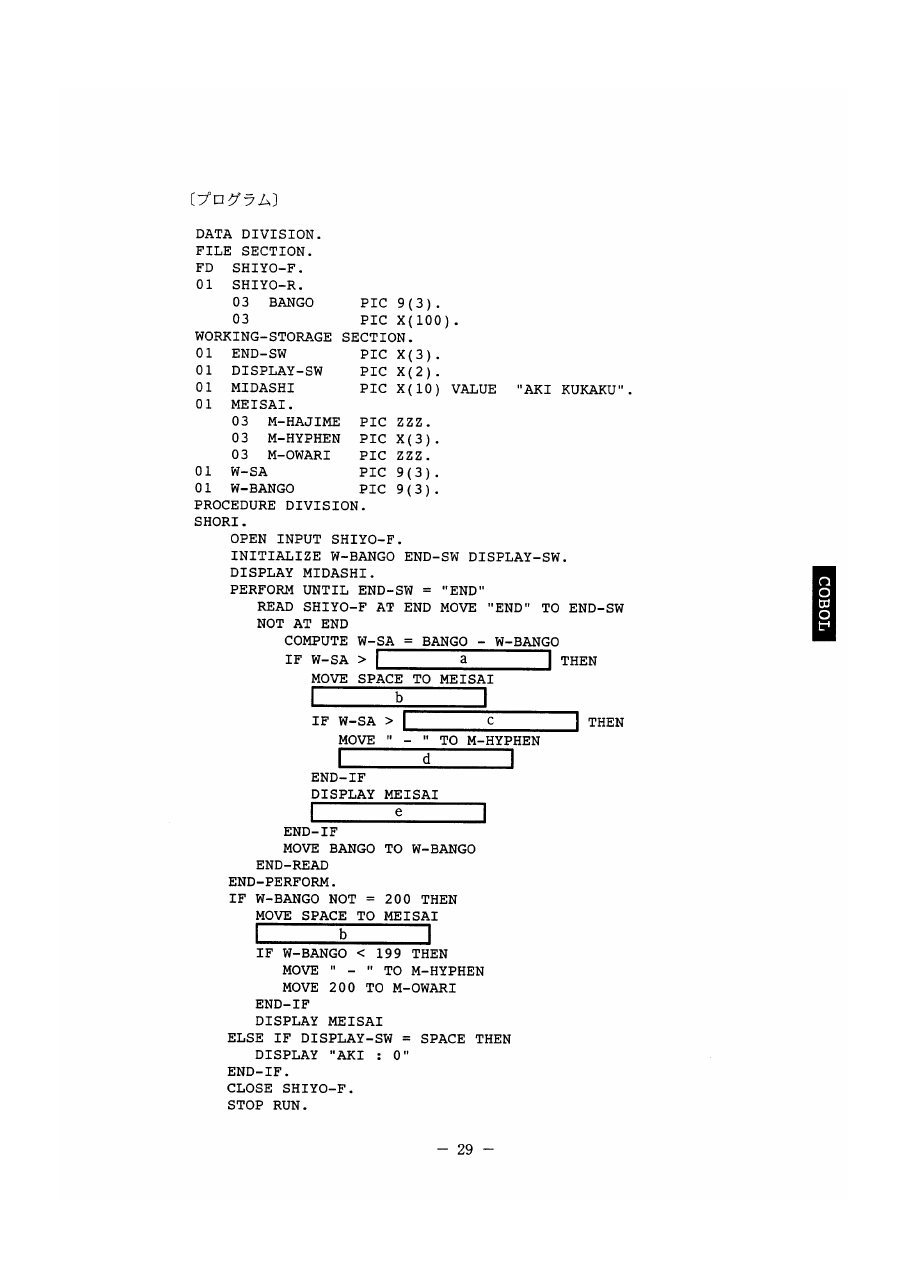 〔プログラム〕
DATA DIVISION.
FILE SECTION.
FD  SHIYO-F.
01  SHIYO-R.
    03  BANGO     PIC 9(3).
    03            PIC X(100).
WORKING-STORAGE SECTION.
01  END-SW        PIC X(3).
01  DISPLAY-SW    PIC X(2).
01  MIDASHI       PIC X(10) VALUE  "AKI KUKAKU".
01  MEISAI.
    03  M-HAJIME  PIC ZZZ.
    03  M-HYPHEN  PIC X(3).
    03  M-OWARI   PIC ZZZ.
01  W-SA          PIC 9(3).
01  W-BANGO       PIC 9(3).
PROCEDURE DIVISION.
SHORI.
    OPEN INPUT SHIYO-F.
    INITIALIZE W-BANGO END-SW DISPLAY-SW.
    DISPLAY MIDASHI.
    PERFORM UNTIL END-SW = "END"
       READ SHIYO-F AT END MOVE "END" TO END-SW
       NOT AT END
          COMPUTE W-SA = BANGO - W-BANGO
          IF W-SA > a THEN
             MOVE SPACE TO MEISAI
             b
             IF W-SA > c THEN
                MOVE " - " TO M-HYPHEN
                d
             END-IF
             DISPLAY MEISAI
             e
          END-IF
          MOVE BANGO TO W-BANGO
       END-READ
    END-PERFORM.
    IF W-BANGO NOT = 200 THEN
       MOVE SPACE TO MEISAI
       b
       IF W-BANGO < 199 THEN
          MOVE " - " TO M-HYPHEN
          MOVE 200 TO M-OWARI
       END-IF
       DISPLAY MEISAI
    ELSE IF DISPLAY-SW = SPACE THEN
       DISPLAY "AKI : 0"
    END-IF.
    CLOSE SHIYO-F.
    STOP RUN.
COBOL
— 29 —